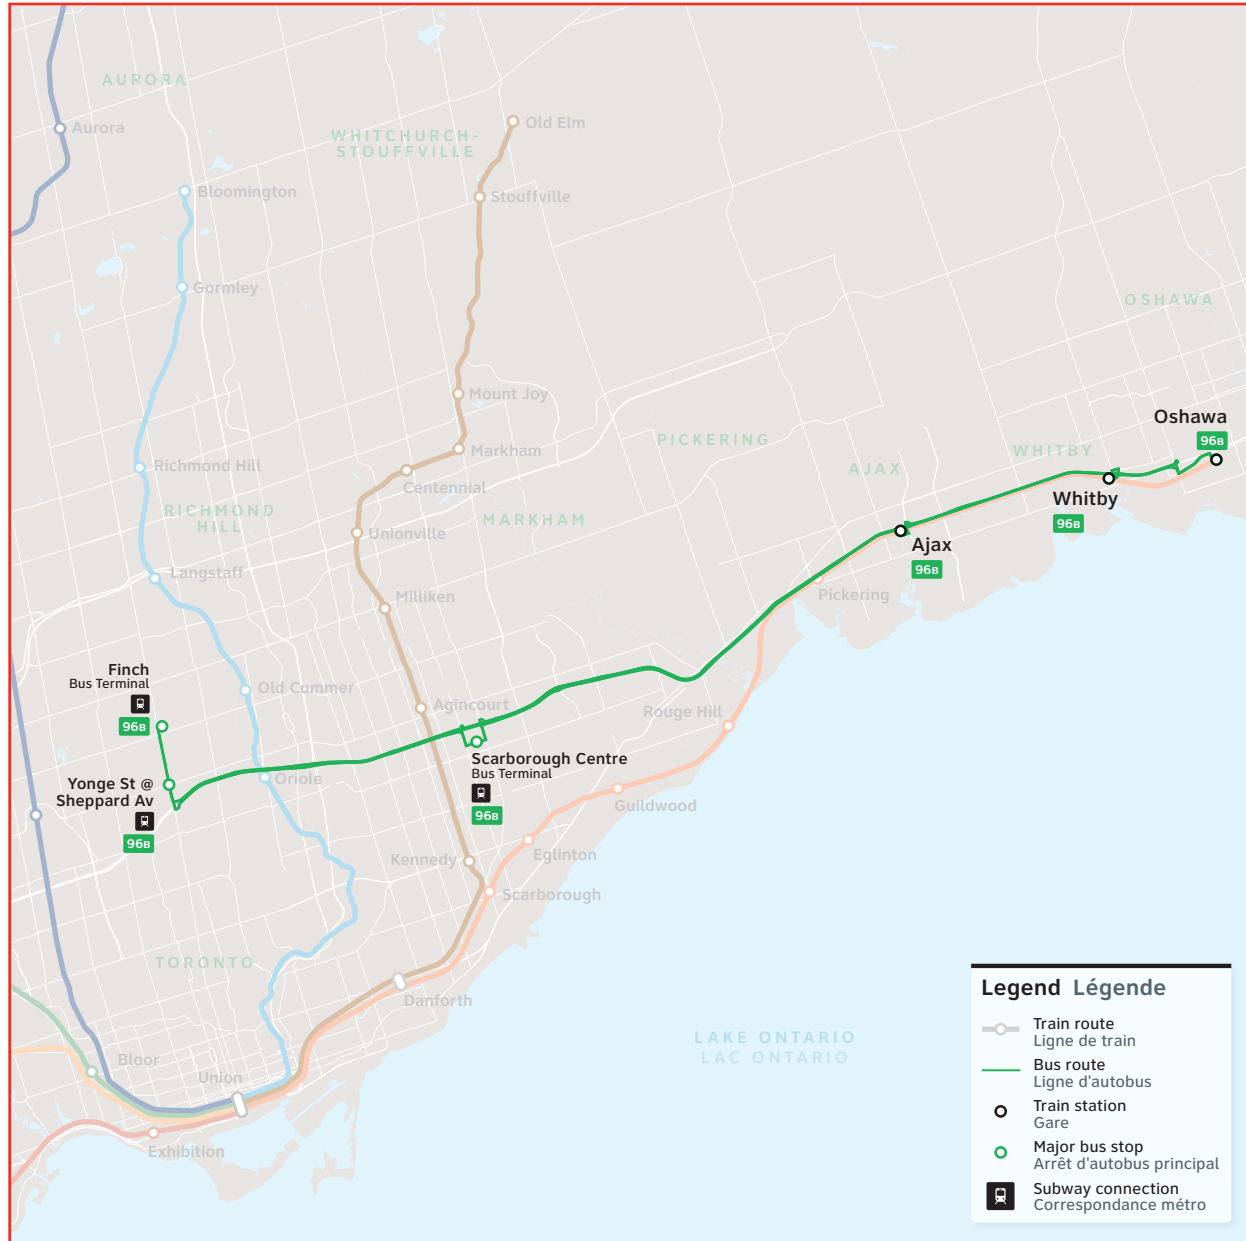 AURORA
Aurora
WHITCHURCH-
STOUFFVILLE
Old Elm
Bloomington
Stouffville
Gormley
OSHAWA
Mount Joy
Oshawa
96B
PICKERING
Markham
WHITBY
AJAX
Richmond Hill
Centennial
Whitby
96B
RICHMOND
HILL
MARKHAM
Unionville
Ajax
96B
Langstaff
Milliken
Pickering
Finch
Bus Terminal
96B
Old Cummer
Agincourt
Rouge Hill
Yonge St @
Sheppard Av
96B
Oriole
Scarborough Centre
Bus Terminal
96B
Guildwood
Kennedy
Eglinton
Scarborough
TORONTO
Danforth
LAKE ONTARIO
LAC ONTARIO
Bloor
Union
Exhibition
Legend Légende
Train route
Ligne de train
Bus route
Ligne d'autobus
Train station
Gare
Major bus stop
Arrêt d'autobus principal
Subway connection
Correspondance métro